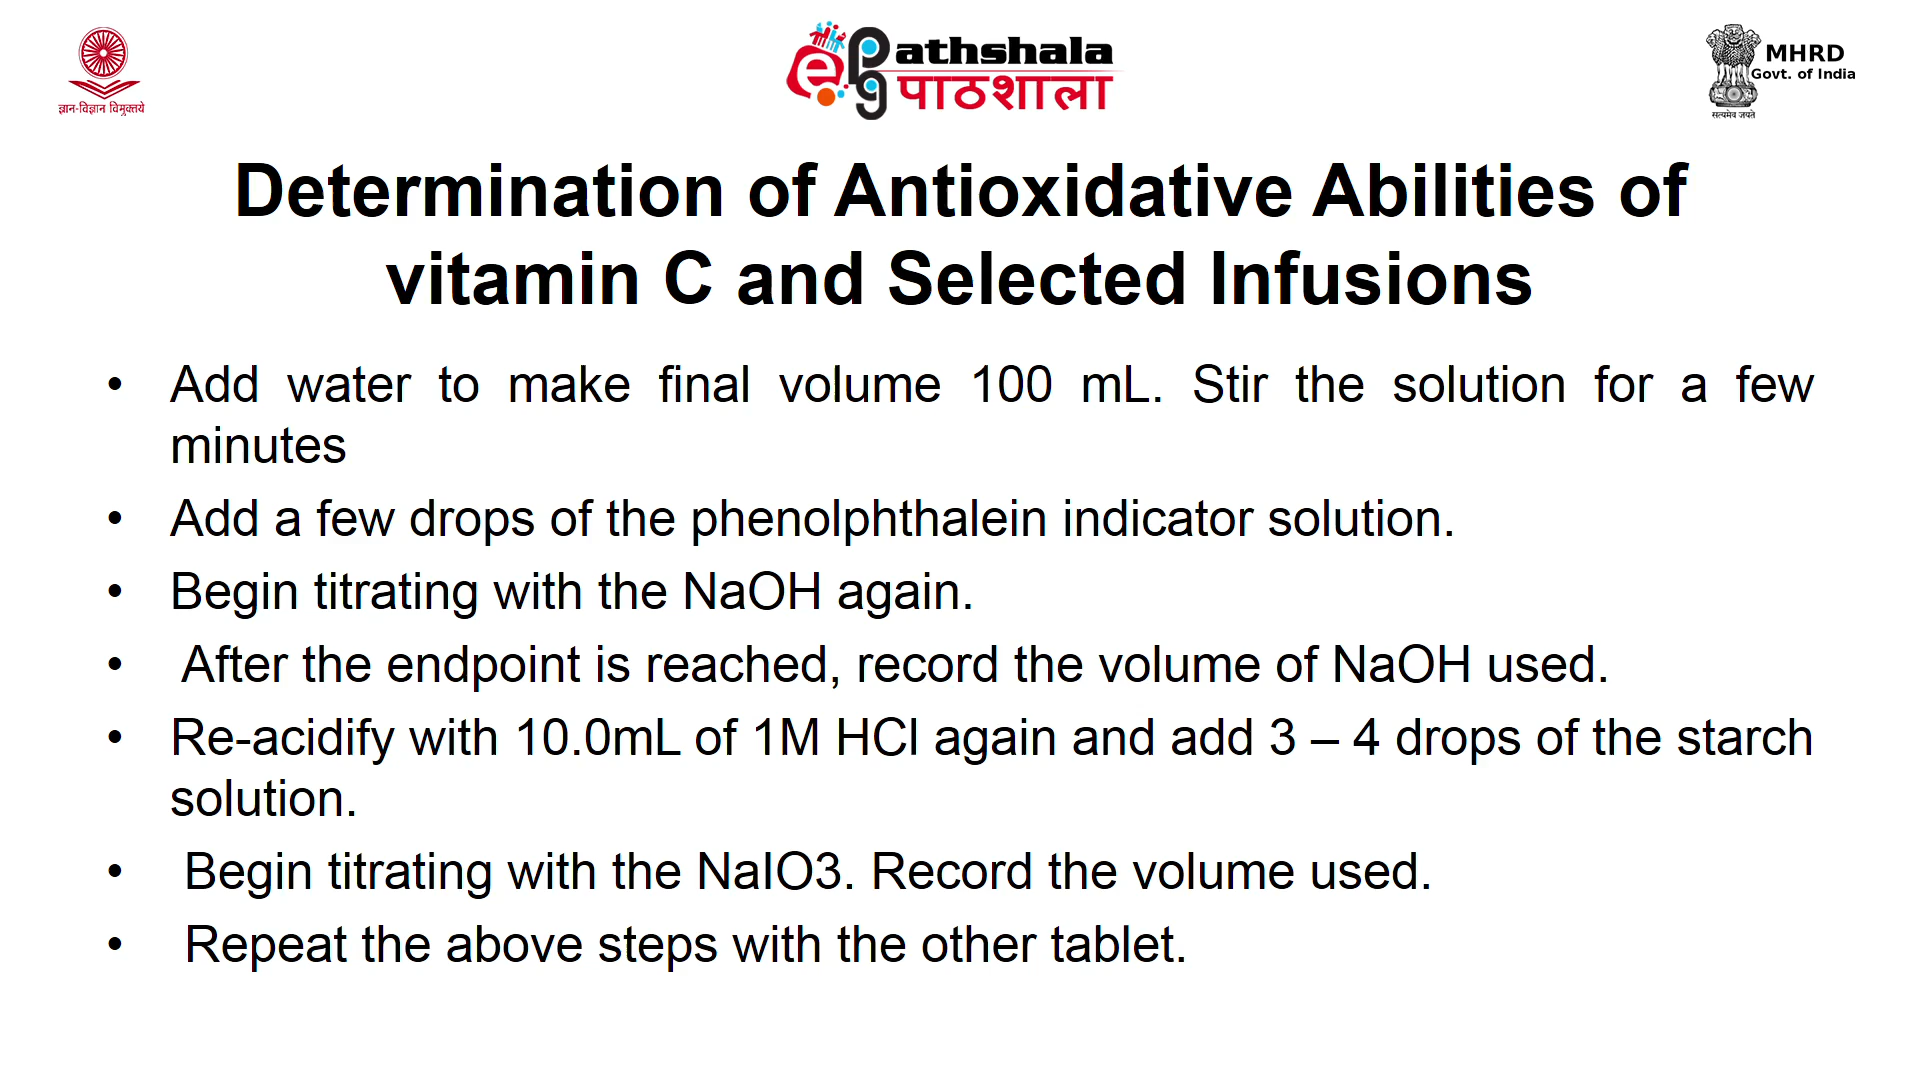 ज्ञान-विज्ञान विमुक्तये
athshala
पाठशाला
MHRD
Govt. of India
सत्यमेव जयते
Determination of Antioxidative Abilities of
vitamin C and Selected Infusions
• Add water to make final volume 100 mL. Stir the solution for a few
minutes
• Add a few drops of the phenolphthalein indicator solution.
• Begin titrating with the NaOH again.
• After the endpoint is reached, record the volume of NaOH used.
• Re-acidify with 10.0mL of 1M HCl again and add 3 – 4 drops of the starch
solution.
• Begin titrating with the NaIO3. Record the volume used.
• Repeat the above steps with the other tablet.